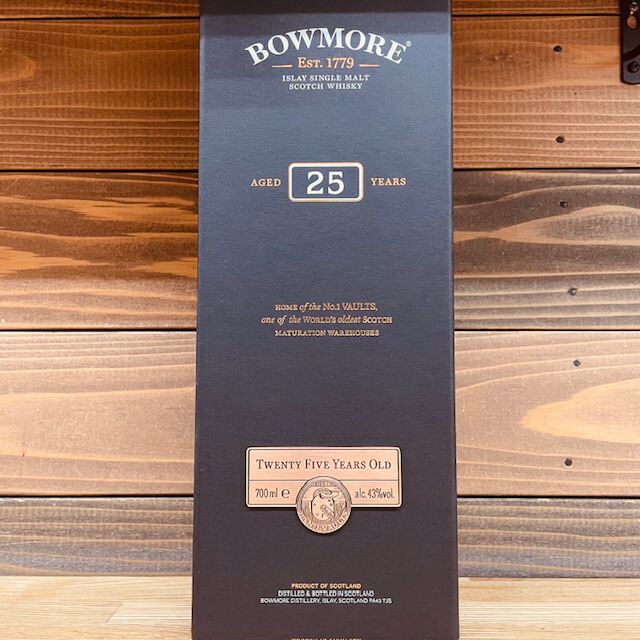 BOWMORE®
Est. 1779
ISLAY SINGLE MALT
SCOTCH WHISKY
AGED 25 YEARS
HOME of the No.1 VAULTS,
one of the WORLD'S oldest SCOTCH
MATURATION WAREHOUSES
TWENTY FIVE YEARS OLD
700 ml e alc.43%vol.
PRODUCT OF SCOTLAND
DISTILLED & BOTTLED IN SCOTLAND
BOWMORE DISTILLERY, ISLAY, SCOTLAND PA43 7JS